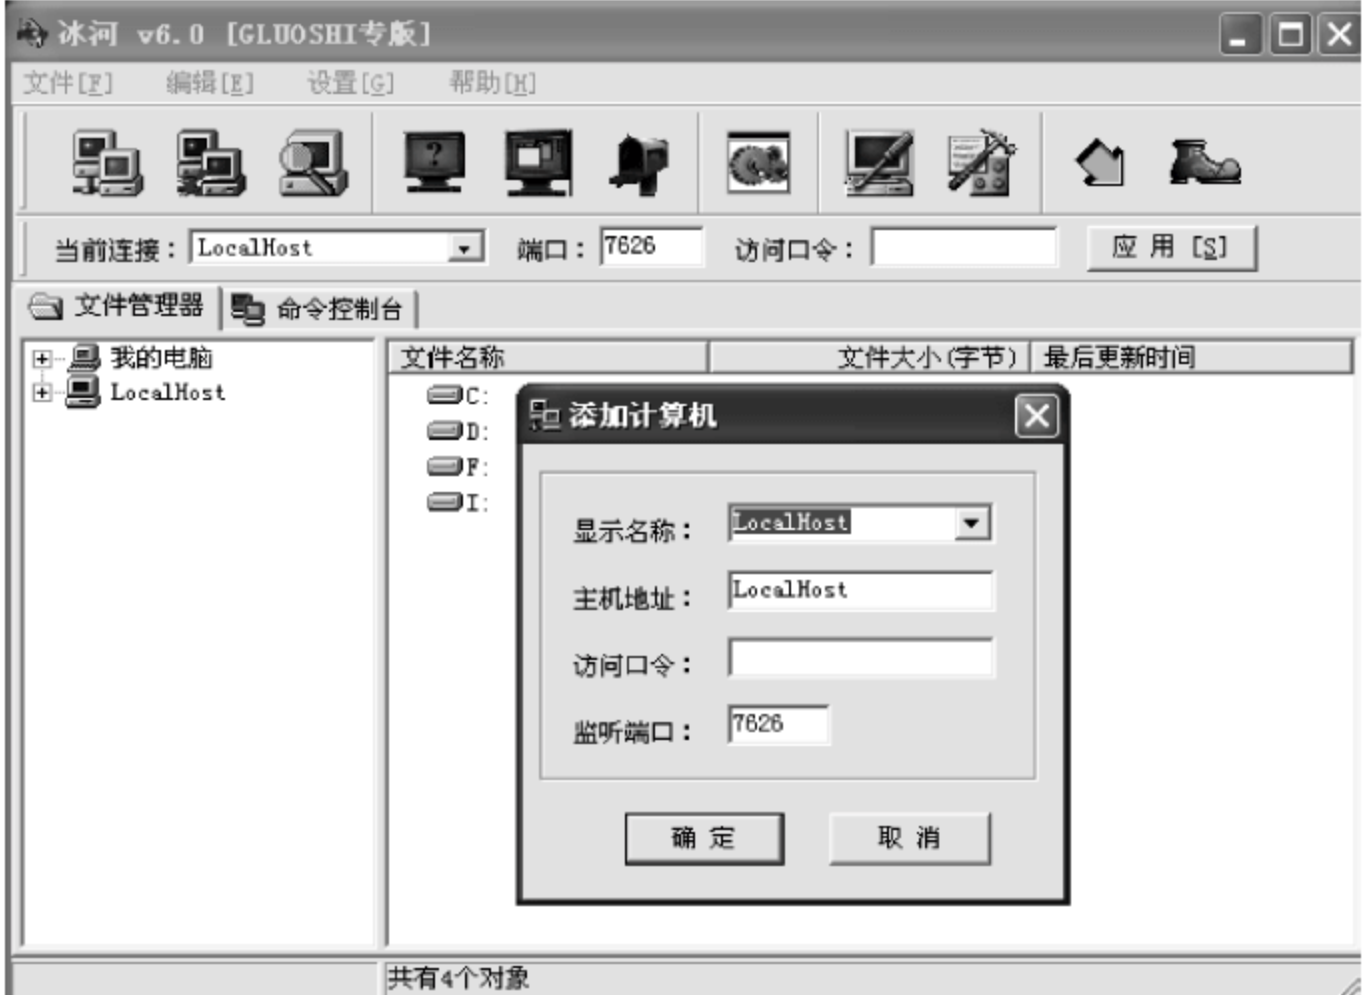 冰河 v6.0 [GLUOSHI专版]
文件[F] 编辑[E] 设置[G] 帮助[H]
?
当前连接： LocalHost 端口： 7626 访问口令： 应 用 [S]
文件管理器 命令控制台
我的电脑
LocalHost
文件名称 文件大小(字节) 最后更新时间
C:
D:
F:
I:
添加计算机
显示名称： LocalHost
主机地址： LocalHost
访问口令：
监听端口： 7626
确 定 取 消
共有4个对象